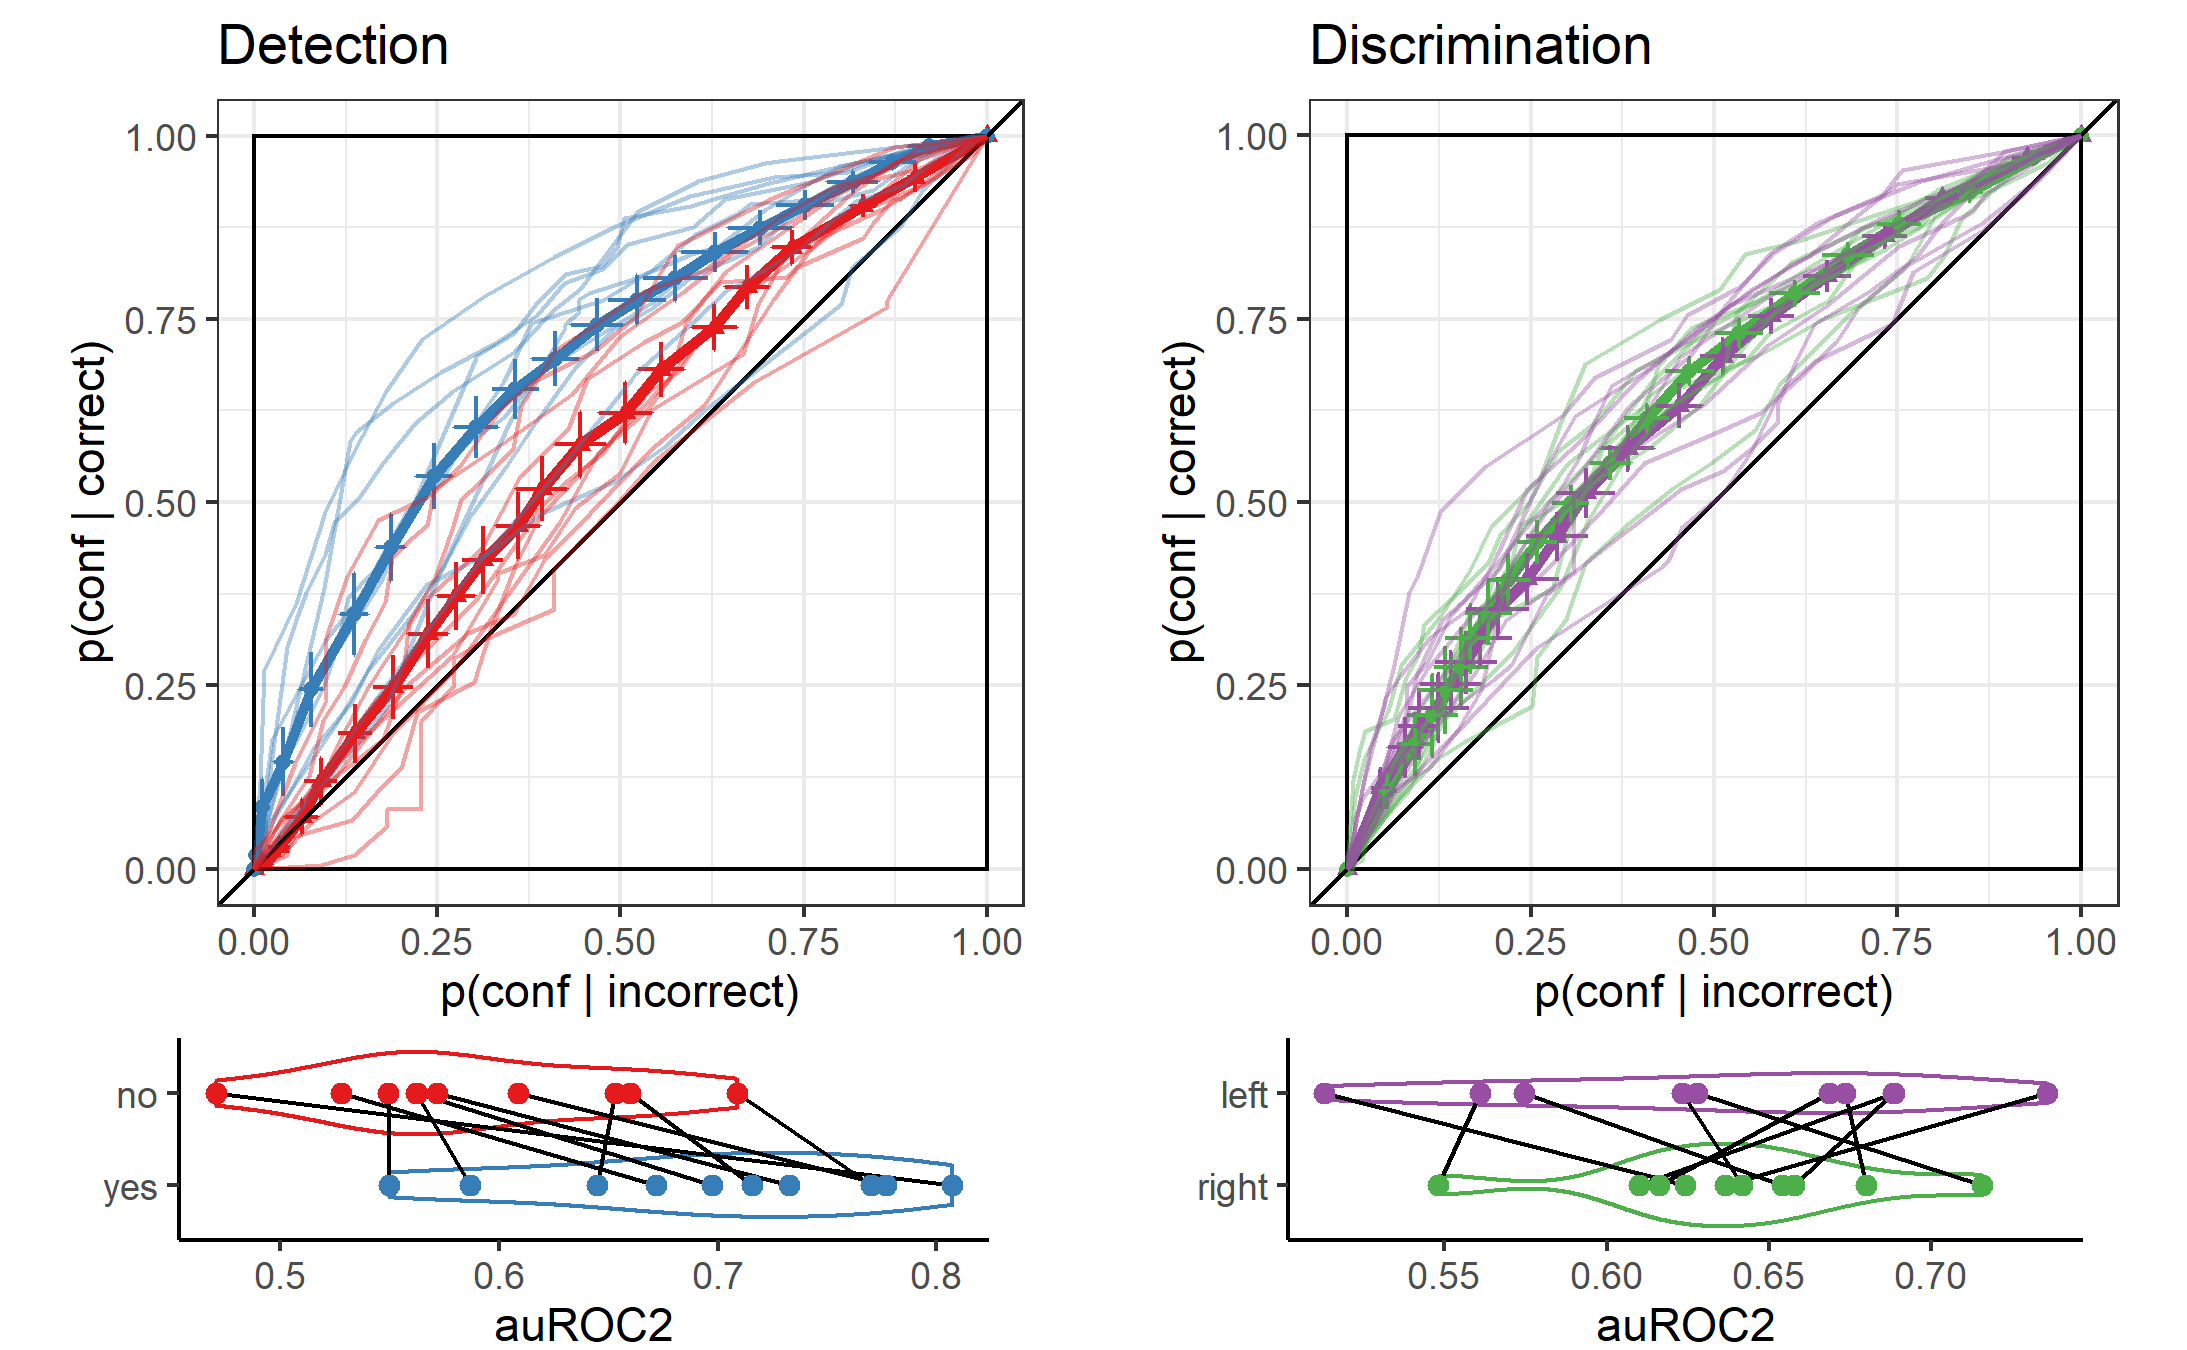 Detection
1.00
0.75
0.50
0.25
0.00
p(conf | correct)
0.00 0.25 0.50 0.75 1.00
p(conf | incorrect)
no
yes
0.5 0.6 0.7 0.8
auROC2
Discrimination
1.00
0.75
0.50
0.25
0.00
p(conf | correct)
0.00 0.25 0.50 0.75 1.00
p(conf | incorrect)
left
right
0.55 0.60 0.65 0.70
auROC2